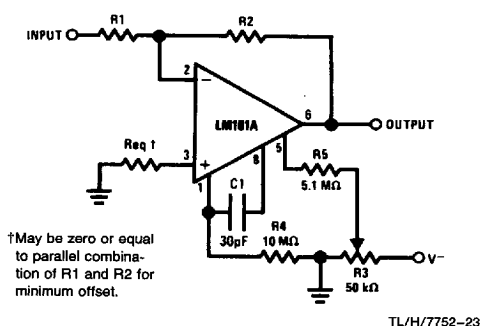 R1
R2
INPUT
2
−
LM101A
6
OUTPUT
Req †
3
+
5
R5
5.1 MΩ
1
8
C1
30pF
R4
10 MΩ
R3
50 kΩ
V−
†May be zero or equal
to parallel combina-
tion of R1 and R2 for
minimum offset.
TL/H/7752–23